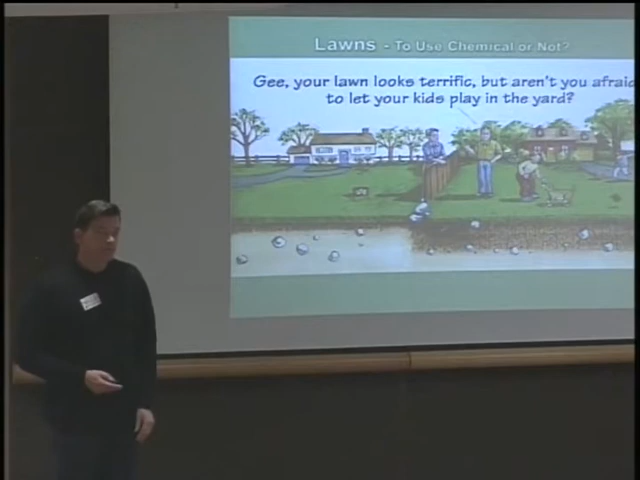 Lawns - To Use Chemical or Not?
Gee, your lawn looks terrific, but aren't you afraid
to let your kids play in the yard?